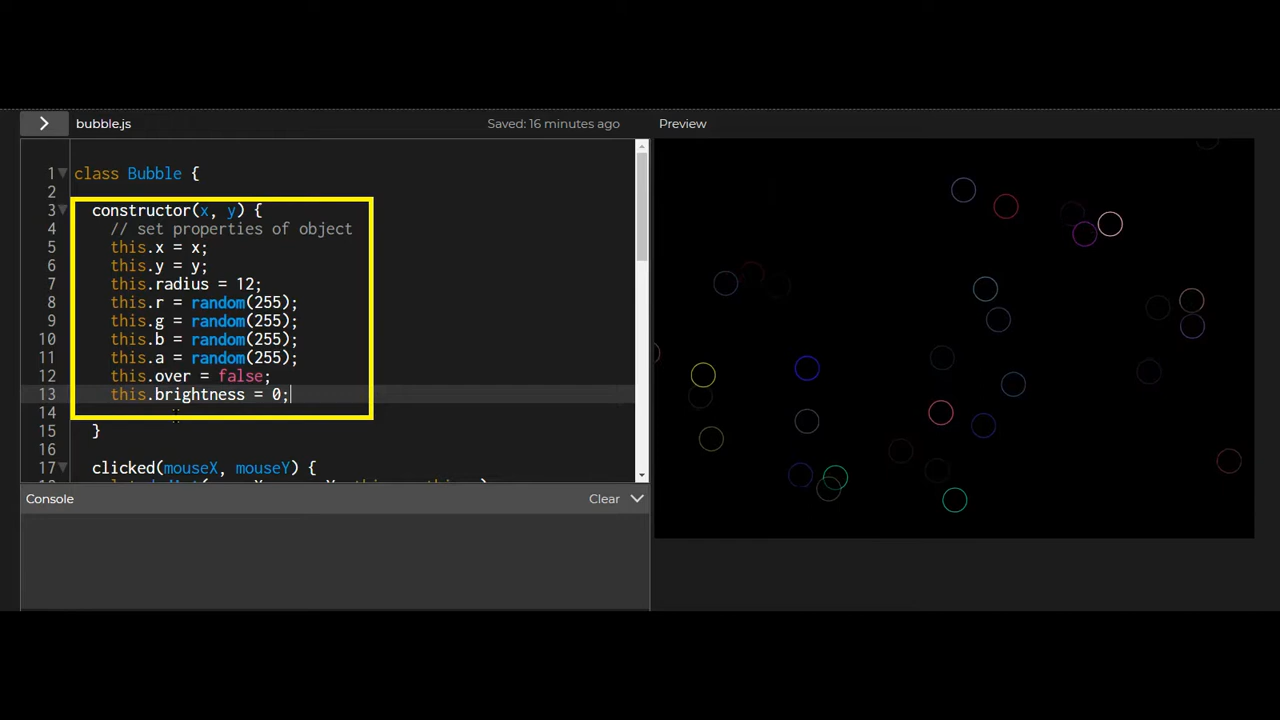 bubble.js
Saved: 16 minutes ago
Preview
1 class Bubble {
2
3 constructor(x, y) {
4 // set properties of object
5 this.x = x;
6 this.y = y;
7 this.radius = 12;
8 this.r = random(255);
9 this.g = random(255);
10 this.b = random(255);
11 this.a = random(255);
12 this.over = false;
13 this.brightness = 0;
14
15 }
16
17 clicked(mouseX, mouseY) {
Console
Clear